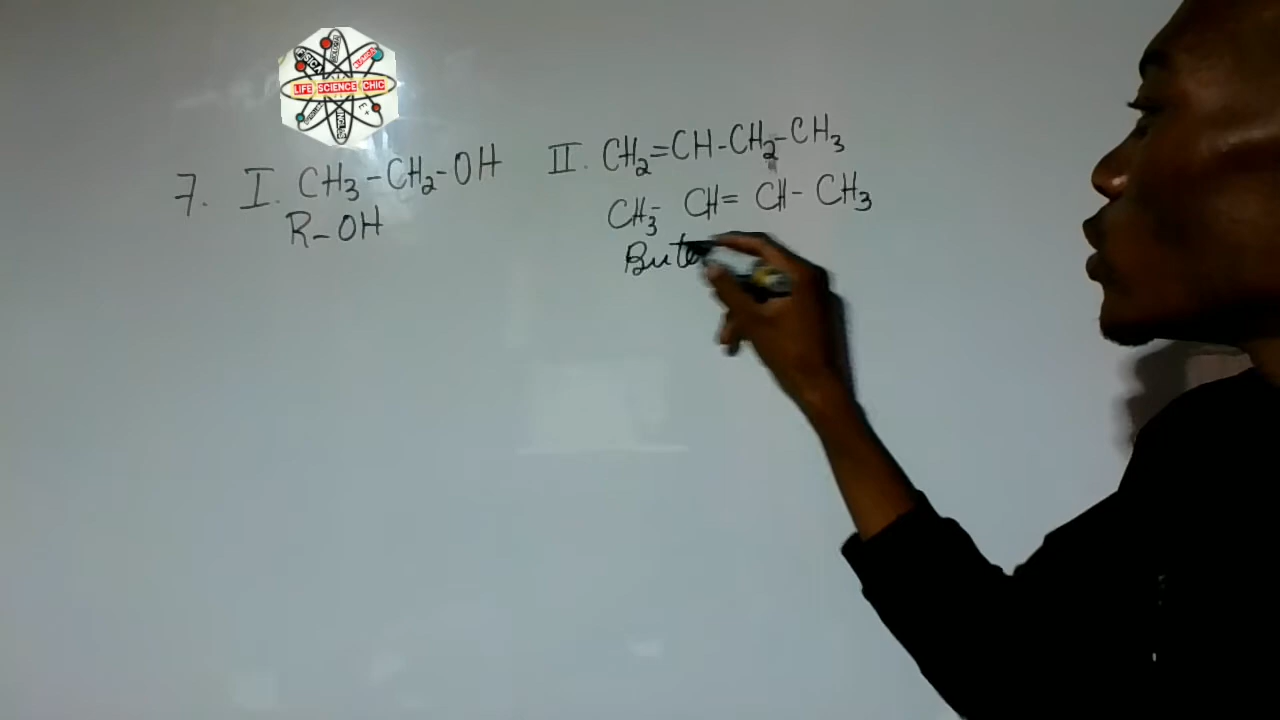 LIFE SCIENCE CHIC
7. I. CH₃-CH₂-OH
R-OH
II. CH₂=CH-CH₂-CH₃
CH₃- CH= CH- CH₃